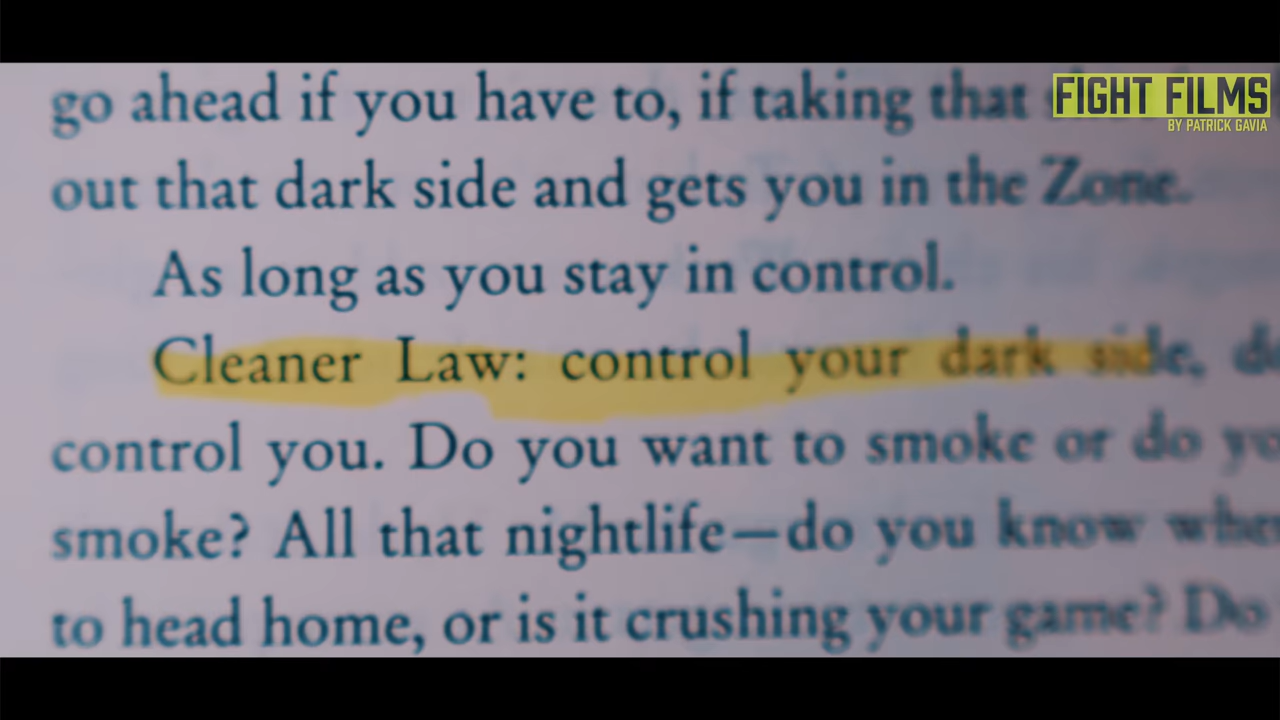 go ahead if you have to, if taking that
out that dark side and gets you in the Zone.
As long as you stay in control.
Cleaner Law: control your dark side,
control you. Do you want to smoke or do
smoke? All that nightlife—do you know
to head home, or is it crushing your game? Do
FIGHT FILMS
BY PATRICK GAVIA